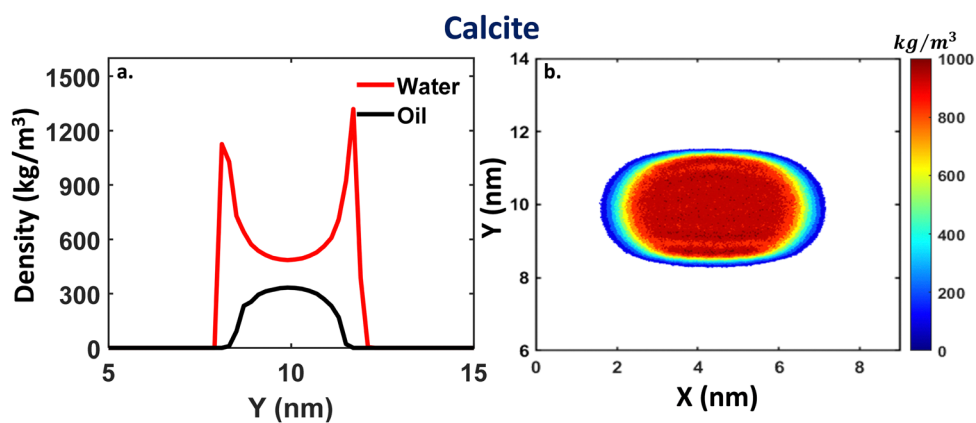 Calcite
a.
Water
Oil
1500
1200
900
600
300
0
Density (kg/m³)
5
10
15
Y (nm)
b.
14
12
10
8
6
Y (nm)
0
2
4
6
8
X (nm)
kg/m³
1000
800
600
400
200
0